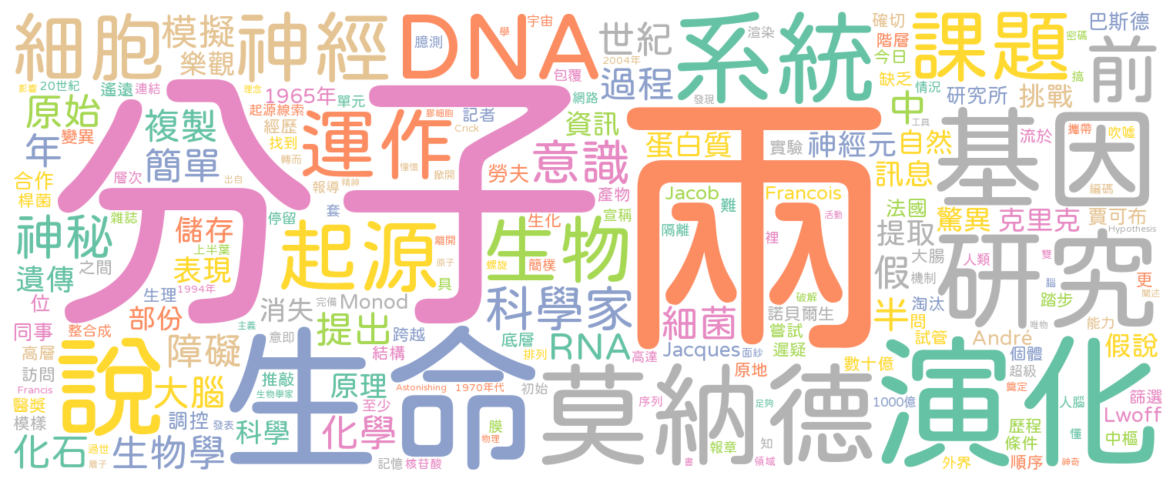 細胞
模擬
樂觀
神經
DNA
臆測
學
宇宙
包覆
世紀
2004年
過程
渲染
系統
確切
階層
今日
缺乏
課題
密碼
巴斯德
前
影響
20世紀
遙遠
連結
理念
1965年
單元
膠細胞
Crick
記者
網路
資訊
發現
中
情況
工具
研究所
挑戰
搞
原始
變異
複製
起源線索
經歷
找到
轉而
運作
分子
兩
蛋白質
實驗
神經元
自然
基因
流於
攜帶
吹噓
編碼
年
簡單
合作
桿菌
層次
出自
報導
精神
憧憬
掀開
勞夫
意識
產物
宣稱
Jacob
難
隔離
Francois
活動
裡
訊息
法國
驚異
克里克
賈可布
Hypothesis
神秘
雜誌
儲存
停留
上半葉
起源
離開
原子
生化
生物
簡樸
螺旋
具
提取
大腸
機制
人類
雙
腦
研究
闡述
遺傳
之間
表現
1994年
位
生理
部份
消失
完備
Monod
科學家
細菌
破解
諾貝爾生
假
半
淘汰
問
踏步
更
同事
整合成
主義
意即
提出
跨越
底層
RNA
高達
嘗試
遲疑
試管
André
唯物
能力
假說
高層
訪問
Francis
說
障礙
大腦
推敲
生物學家
原理
結構
至少
排列
Jacques
面紗
原地
數十億
個體
超級
奠定
人腦
篩選
Lwoff
醫獎
模樣
調控
發表
生命
Astonishing
1970年代
初始
莫納德
序列
足夠
1000億
演化
歷程
條件
懂
中樞
化石
過世
離子
生物學
科學
化學
記憶
核苷酸
膜
物理
書
報章
知
領域
外界
順序
神奇